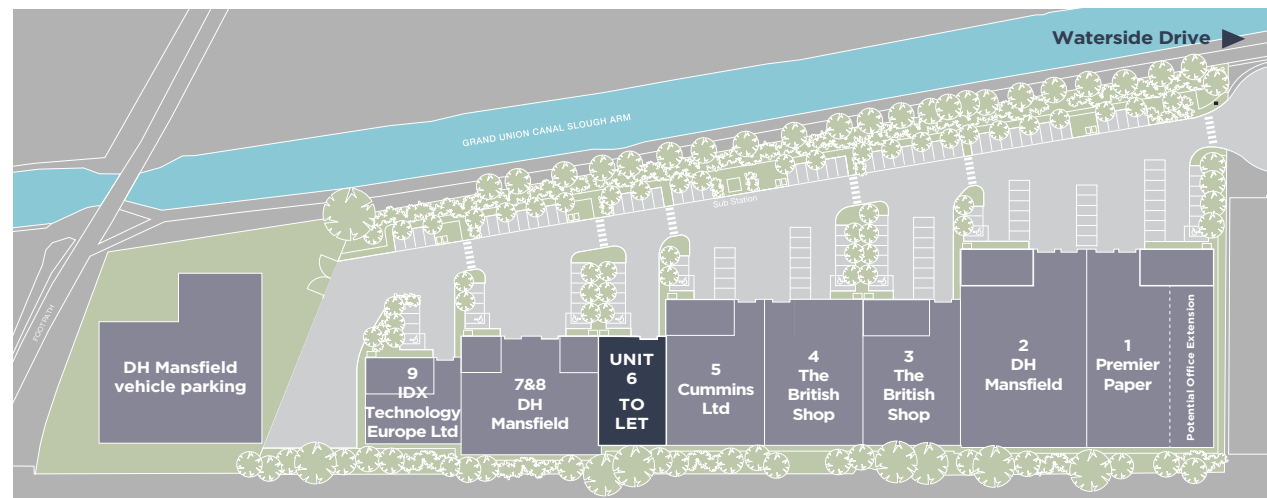 Waterside Drive
GRAND UNION CANAL SLOUGH ARM
Sub Station
FOOTPATH
DH Mansfield
vehicle parking
9
IDX
Technology
Europe Ltd
7&8
DH
Mansfield
UNIT
6
TO
LET
5
Cummins
Ltd
4
The
British
Shop
3
The
British
Shop
2
DH
Mansfield
1
Premier
Paper
Potential Office Extension